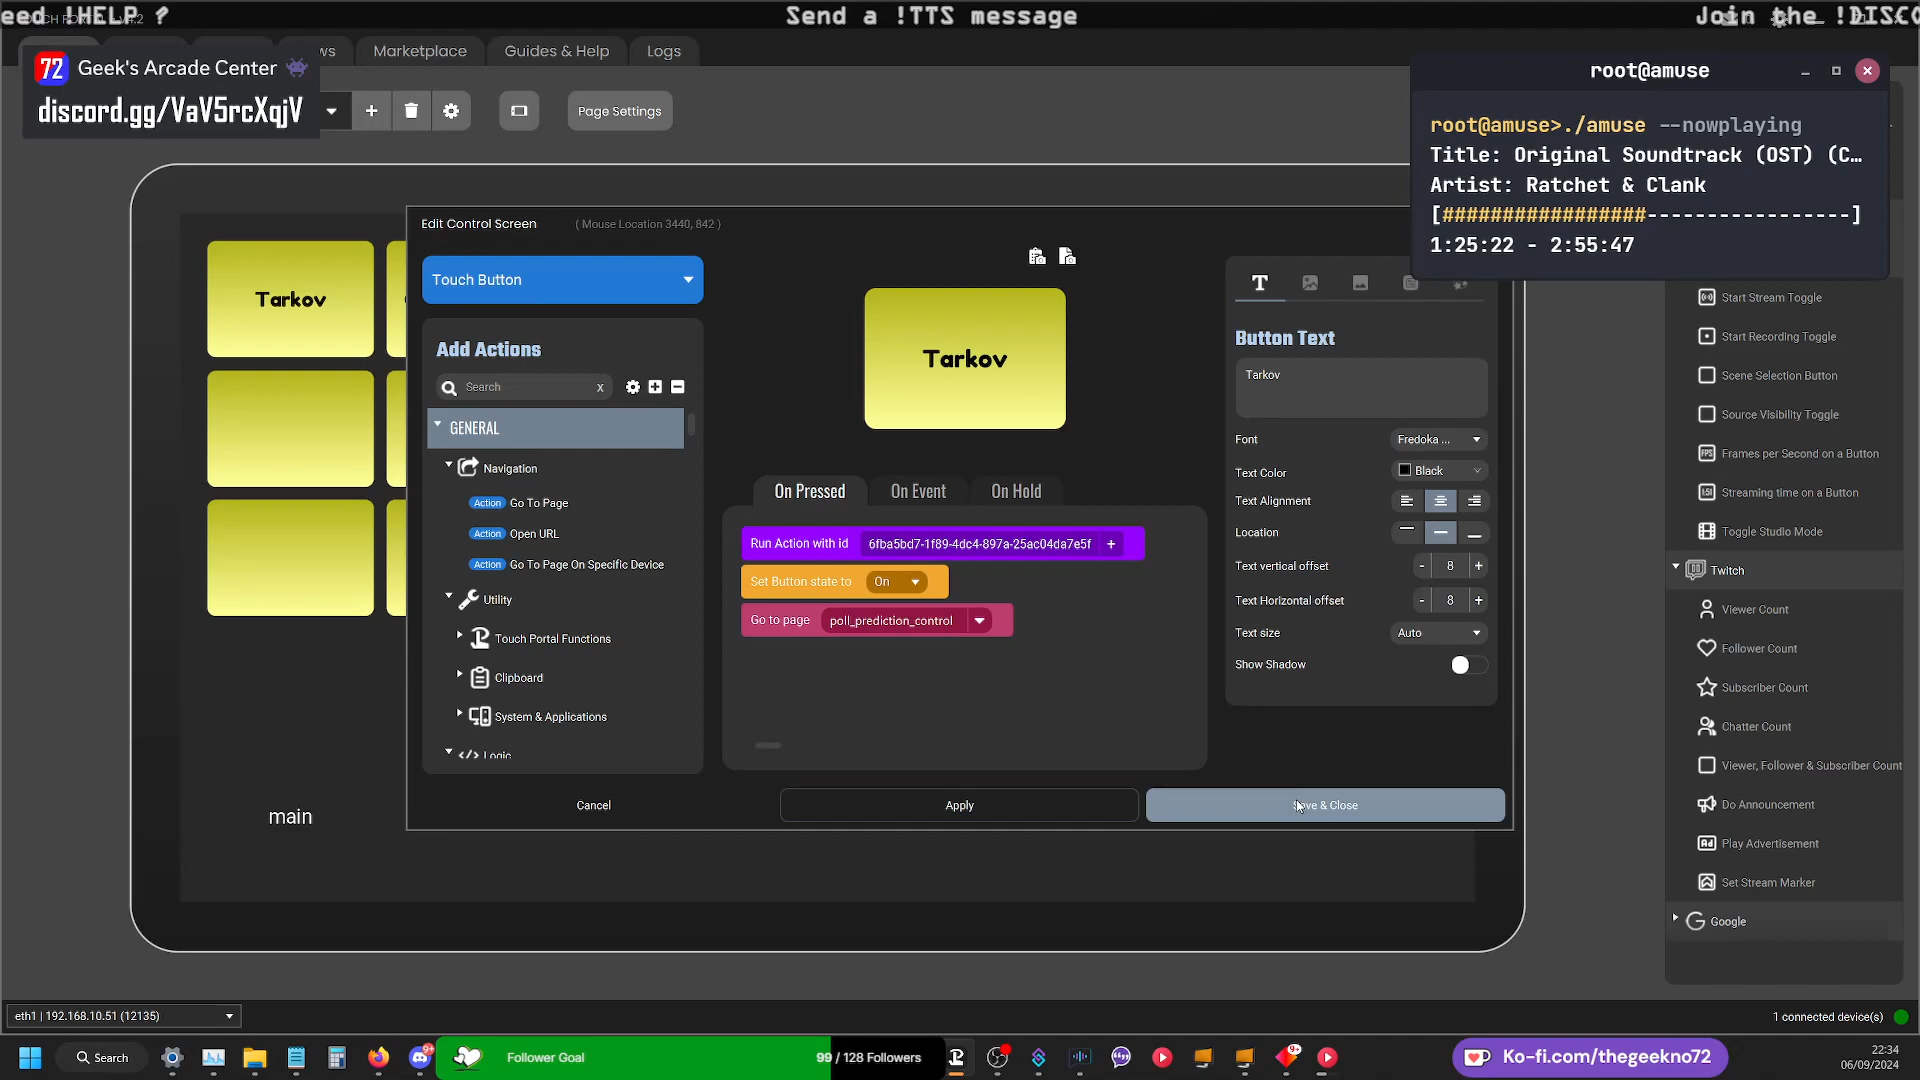 eed !HELP ?
Send a !TTS message
Join the !DISCO
72 Geek's Arcade Center
discord.gg/VaV5rcXqjV
ws
Marketplace
Guides & Help
Logs
Page Settings
root@amuse
root@amuse>./amuse --nowplaying
Title: Original Soundtrack (OST) (C…
Artist: Ratchet & Clank
[#################-----------------]
1:25:22 - 2:55:47
Edit Control Screen
( Mouse Location 3440, 842 )
Touch Button
Tarkov
Add Actions
Search
x
GENERAL
Navigation
Action Go To Page
Action Open URL
Action Go To Page On Specific Device
Utility
Touch Portal Functions
Clipboard
System & Applications
Logic
Tarkov
On Pressed
On Event
On Hold
Run Action with id 6fba5bd7-1f89-4dc4-897a-25ac04da7e5f +
Set Button state to On
Go to page poll_prediction_control
T
Button Text
Tarkov
Font Fredoka ...
Text Color Black
Text Alignment
Location
Text vertical offset - 8 +
Text Horizontal offset - 8 +
Text size Auto
Show Shadow
Cancel
Apply
& Close
main
Start Stream Toggle
Start Recording Toggle
Scene Selection Button
Source Visibility Toggle
FPS Frames per Second on a Button
Streaming time on a Button
Toggle Studio Mode
Twitch
Viewer Count
Follower Count
Subscriber Count
Chatter Count
Viewer, Follower & Subscriber Count
Do Announcement
Ad Play Advertisement
Set Stream Marker
Google
eth1 | 192.168.10.51 (12135)
1 connected device(s)
Search
9+
Follower Goal
99 / 128 Followers
9+
Ko-fi.com/thegeekno72
22:34
06/09/2024